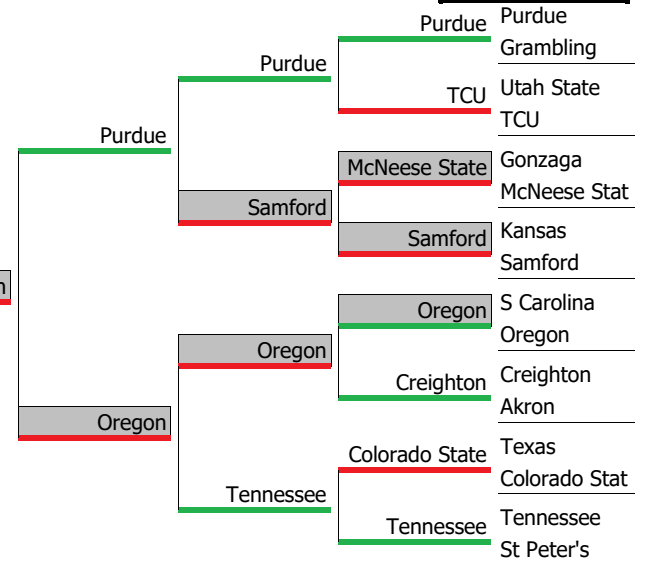 Purdue
Grambling
Utah State
TCU
Gonzaga
McNeese Stat
Kansas
Samford
S Carolina
Oregon
Creighton
Akron
Texas
Colorado Stat
Tennessee
St Peter's
Purdue
TCU
McNeese State
Samford
Oregon
Creighton
Colorado State
Tennessee
Purdue
Samford
Oregon
Tennessee
Purdue
Oregon